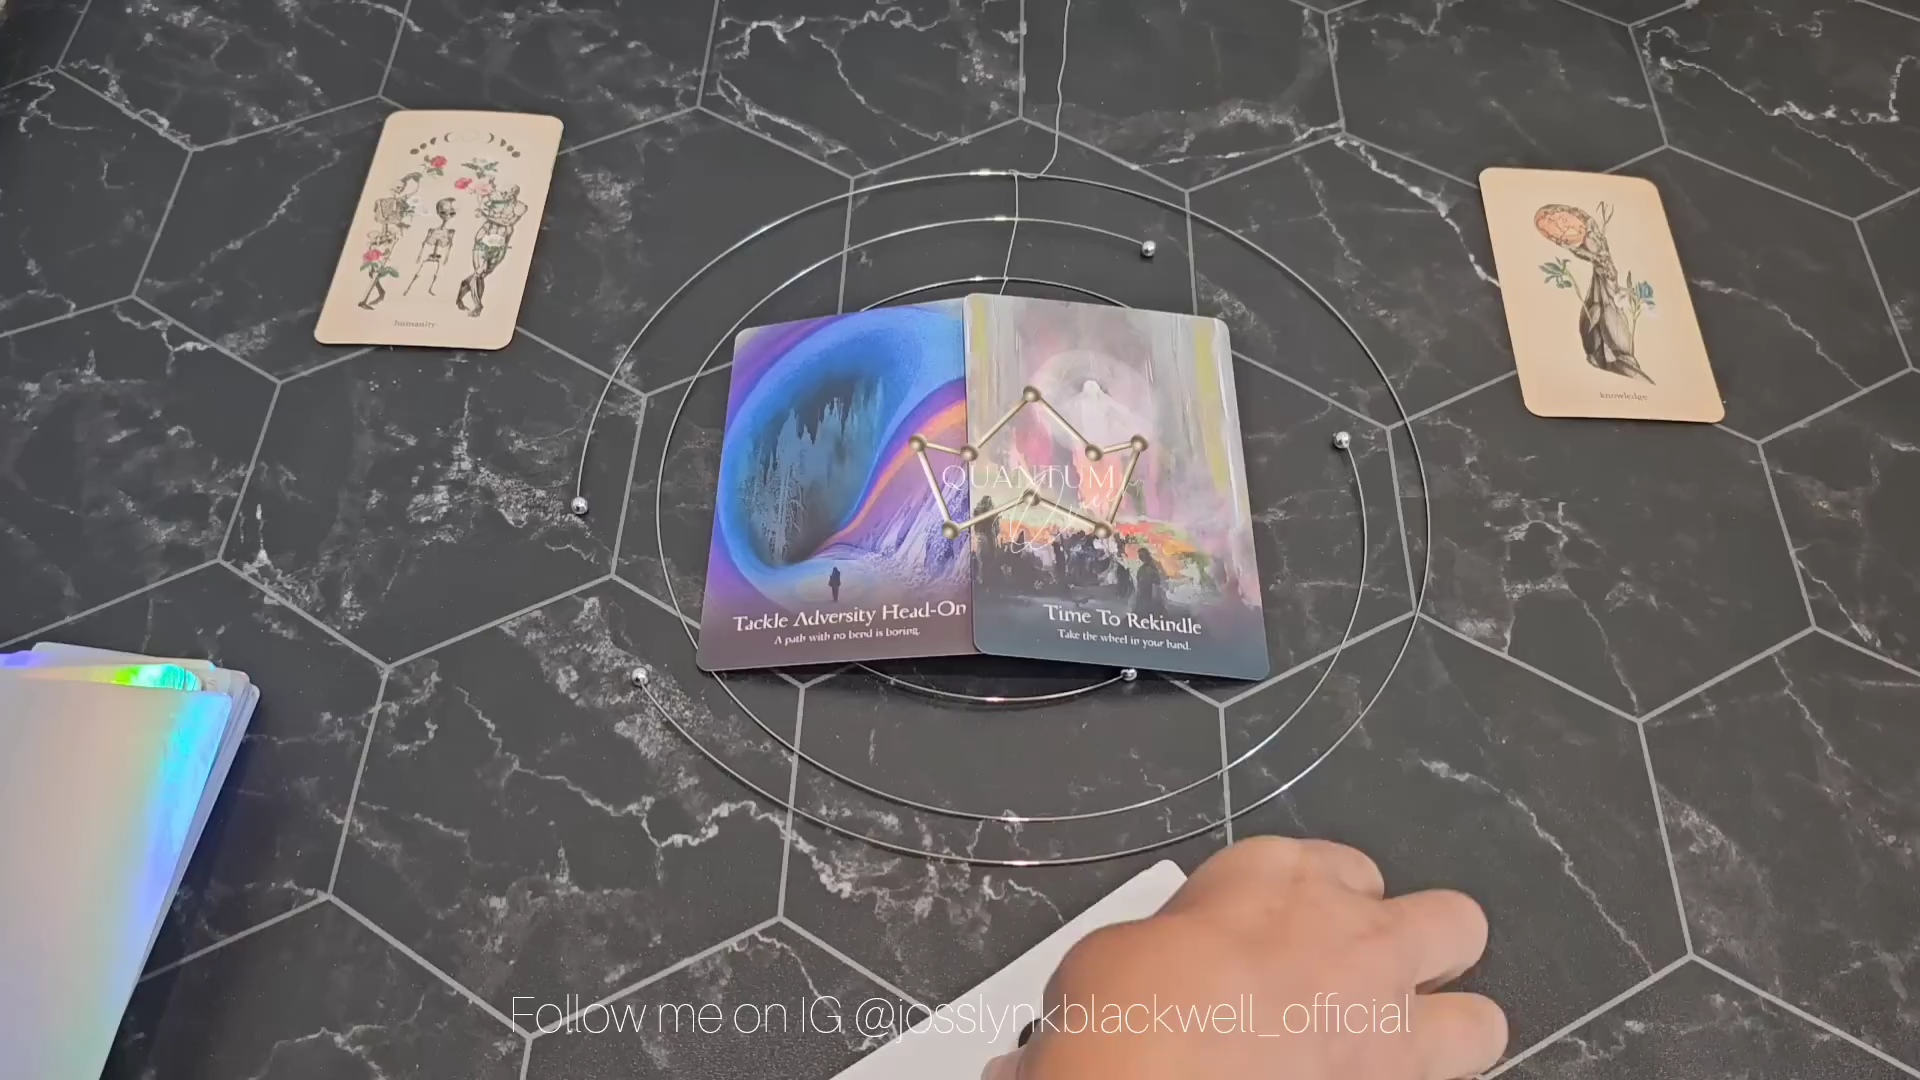 humanity
knowledge
QUANTUM
Tackle Adversity Head-On
A path with no bend is boring.
Time To Rekindle
Take the wheel in your hand.
Follow me on IG @josslynkblackwell_official